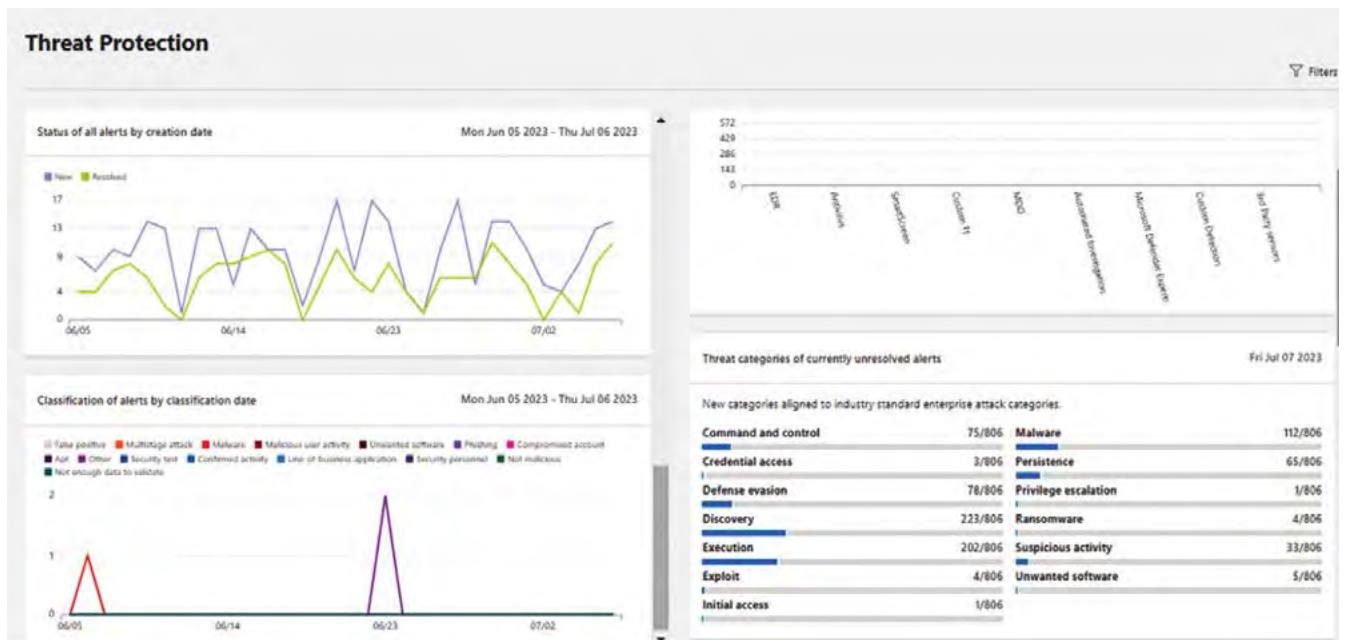 Threat Protection
Filters
Status of all alerts by creation date
Mon Jun 05 2023 - Thu Jul 06 2023
New Resolved
17
13
9
4
0
06/05 06/14 06/23 07/02
Classification of alerts by classification date
Mon Jun 05 2023 - Thu Jul 06 2023
False positive Multistage attack Malware Malicious user activity Unwanted software Phishing Compromised account
Apt Other Security test Confirmed activity Line-of-business application Security personnel Not malicious
Not enough data to validate
2
1
0
06/05 06/14 06/23 07/02
572
429
286
143
0
EDR
Antivirus
SmartScreen
Custom TI
MDO
Automated investigation
Microsoft Defender Experts
Custom Detection
3rd Party sensors
Threat categories of currently unresolved alerts
Fri Jul 07 2023
New categories aligned to industry standard enterprise attack categories.
Command and control 75/806
Credential access 3/806
Defense evasion 78/806
Discovery 223/806
Execution 202/806
Exploit 4/806
Initial access 1/806
Malware 112/806
Persistence 65/806
Privilege escalation 1/806
Ransomware 4/806
Suspicious activity 33/806
Unwanted software 5/806